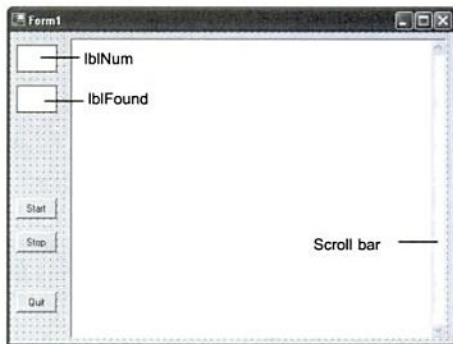 Form1
lblNum
lblFound
Start
Stop
Scroll bar
Quit